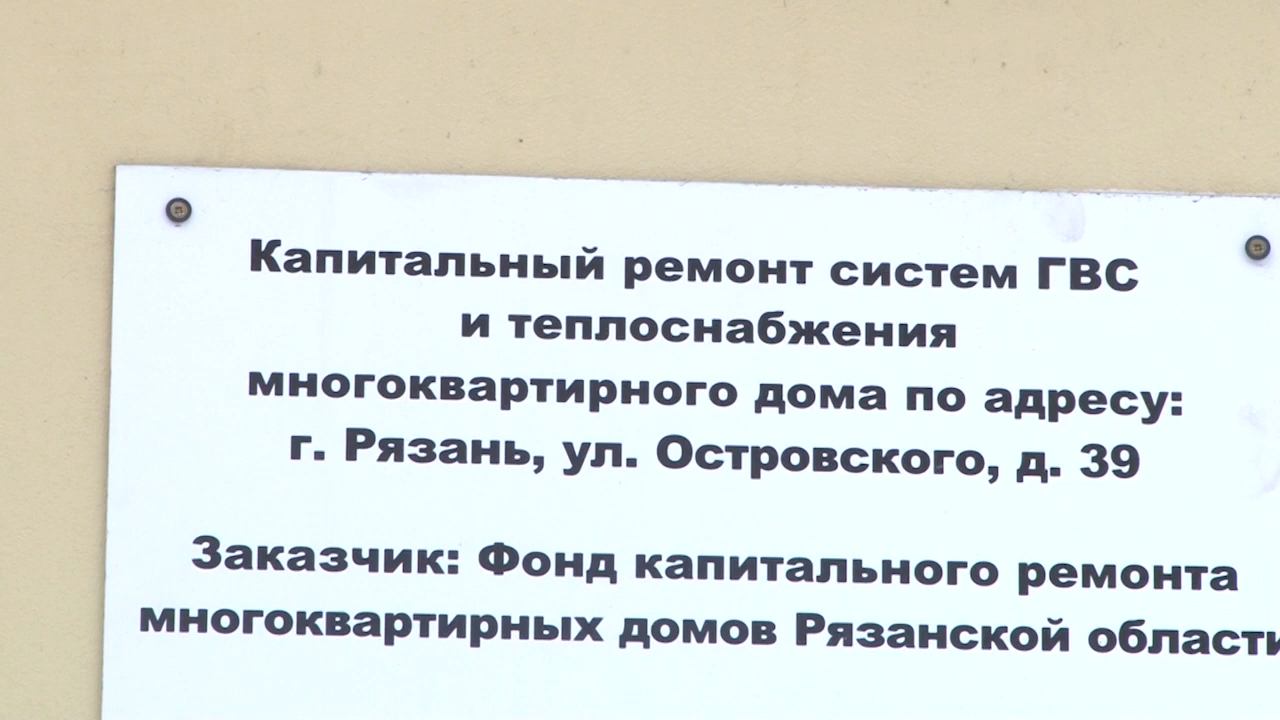 Капитальный ремонт систем ГВС
и теплоснабжения
многоквартирного дома по адресу:
г. Рязань, ул. Островского, д. 39
Заказчик: Фонд капитального ремонта
многоквартирных домов Рязанской области